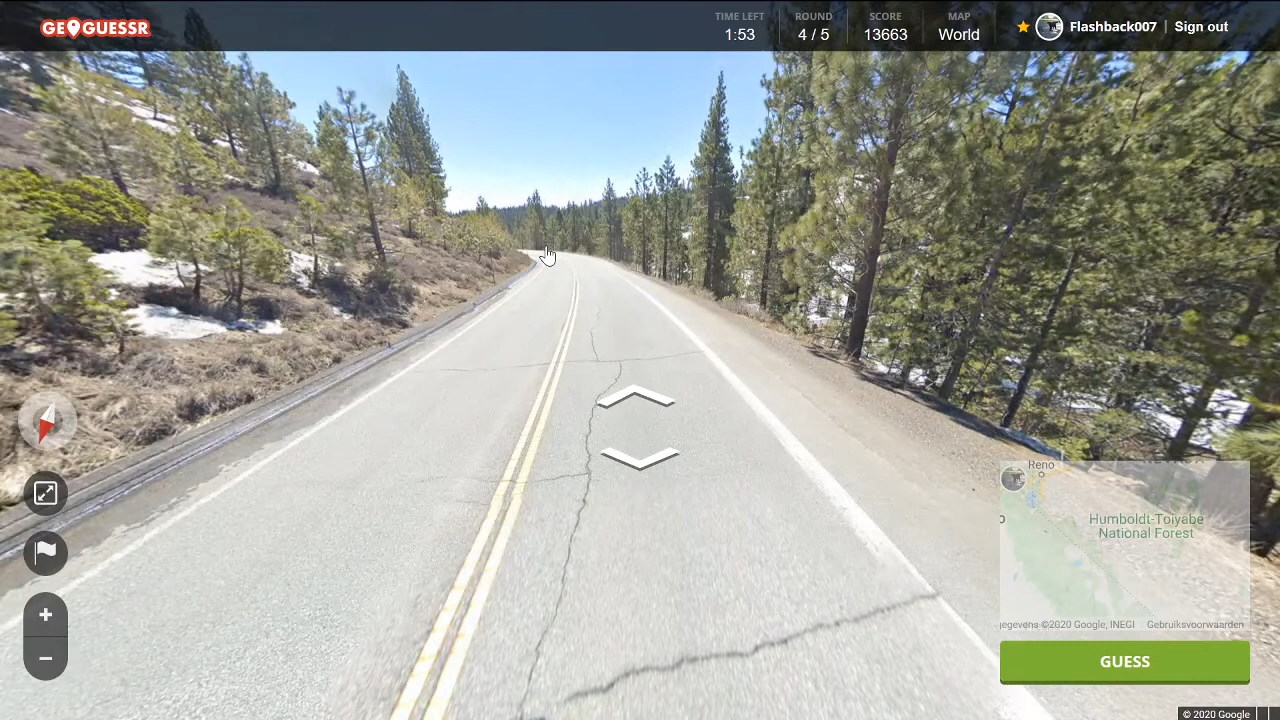 GEOGUESSR
TIME LEFT
1:53
ROUND
4 / 5
SCORE
13663
MAP
World
Flashback007 | Sign out
Reno
Humboldt-Toiyabe
National Forest
©2020 Google, INEGI Gebruiksvoorwaarden
GUESS
© 2020 Google